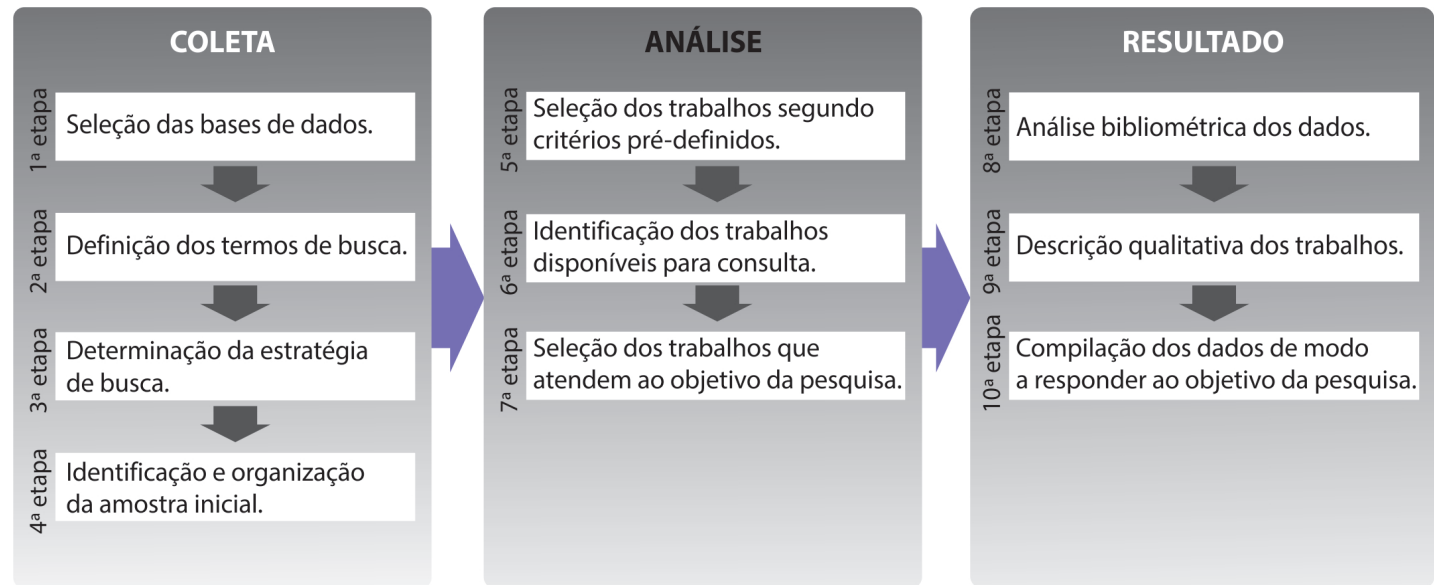 COLETA
1ª etapa
Seleção das bases de dados.
2ª etapa
Definição dos termos de busca.
3ª etapa
Determinação da estratégia
de busca.
4ª etapa
Identificação e organização
da amostra inicial.
ANÁLISE
5ª etapa
Seleção dos trabalhos segundo
critérios pré-definidos.
6ª etapa
Identificação dos trabalhos
disponíveis para consulta.
7ª etapa
Seleção dos trabalhos que
atendem ao objetivo da pesquisa.
RESULTADO
8ª etapa
Análise bibliométrica dos dados.
9ª etapa
Descrição qualitativa dos trabalhos.
10ª etapa
Compilação dos dados de modo
a responder ao objetivo da pesquisa.